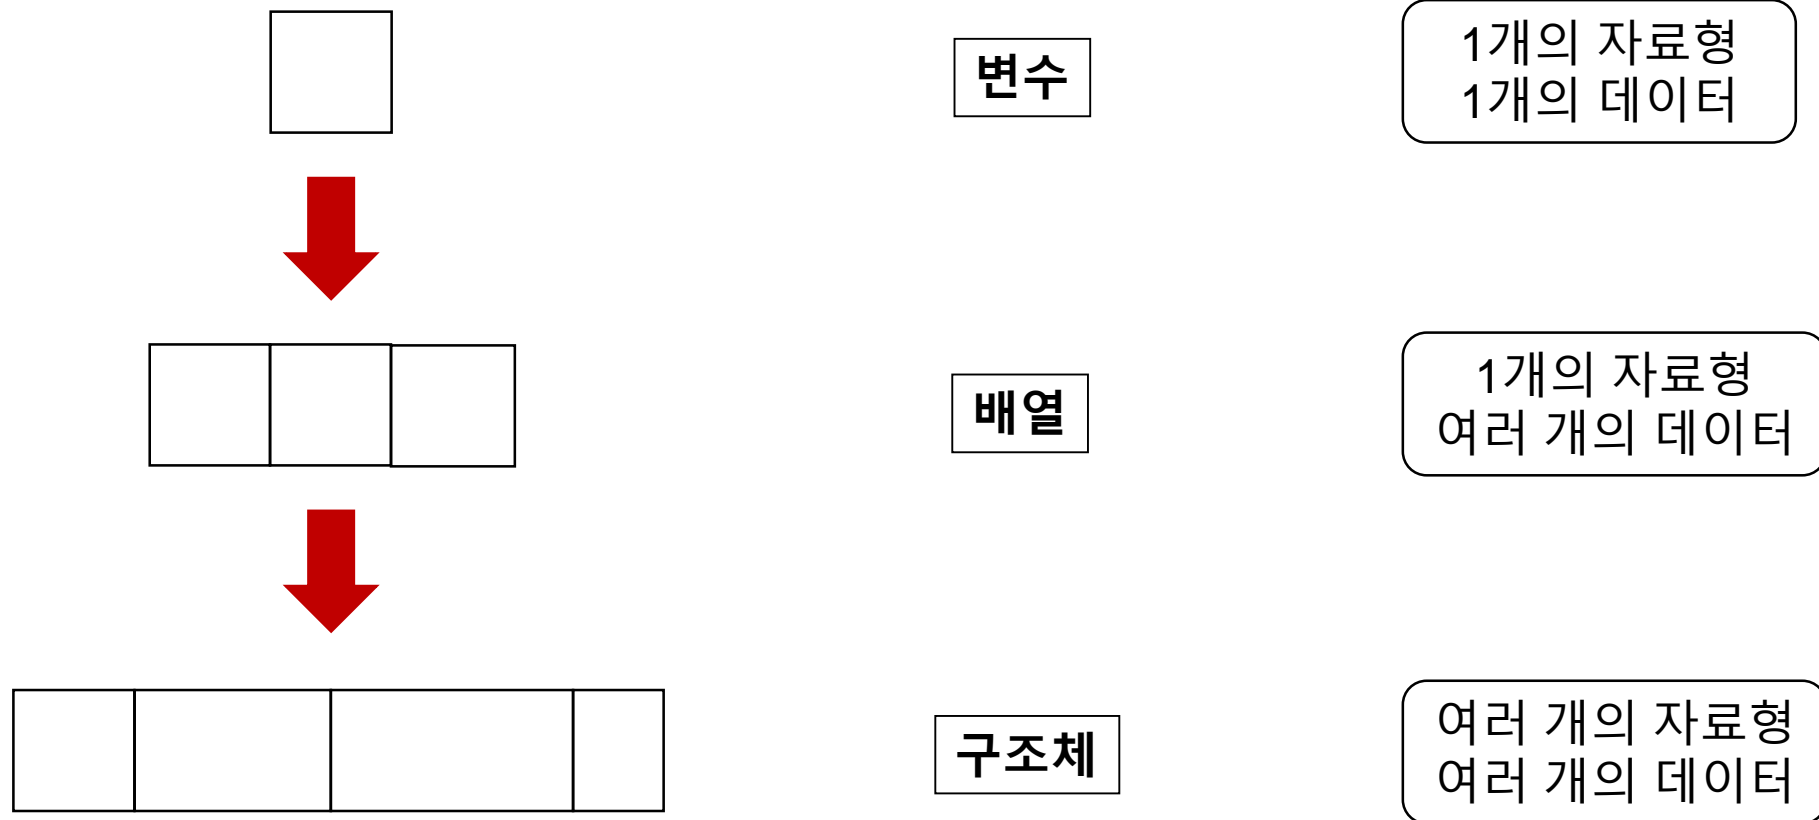 변수
1개의 자료형
1개의 데이터
배열
1개의 자료형
여러 개의 데이터
구조체
여러 개의 자료형
여러 개의 데이터